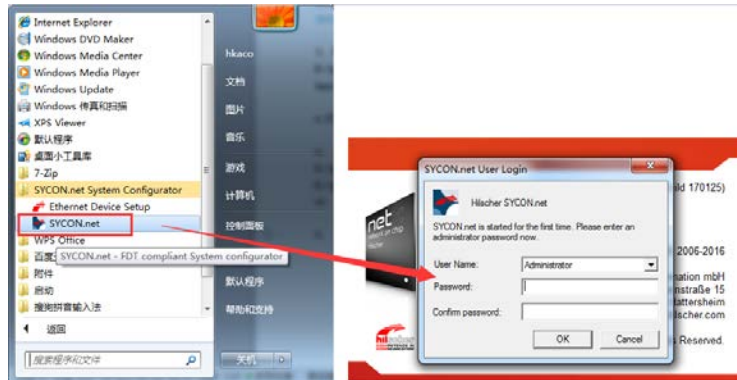 Internet Explorer
Windows DVD Maker
Windows Media Center
Windows Media Player
Windows Update
Windows 传真和扫描
XPS Viewer
默认程序
桌面小工具库
7-Zip
SYCON.net System Configurator
Ethernet Device Setup
SYCON.net
WPS Office
SYCON.net - FDT compliant System configurator
附件
启动
搜狗拼音输入法
返回
搜索程序和文件
hkaco
文档
图片
音乐
游戏
计算机
控制面板
默认程序
帮助和支持
关机
SYCON.net User Login
Hilscher SYCON.net
SYCON.net is started for the first time. Please enter an
administrator password
now.
User Name:
Administrator
Password:
Confirm password:
OK
Cancel
ild 170125)
2006-2016
mation mbH
nstraße 15
attersheim
lscher.com
s Reserved.
net